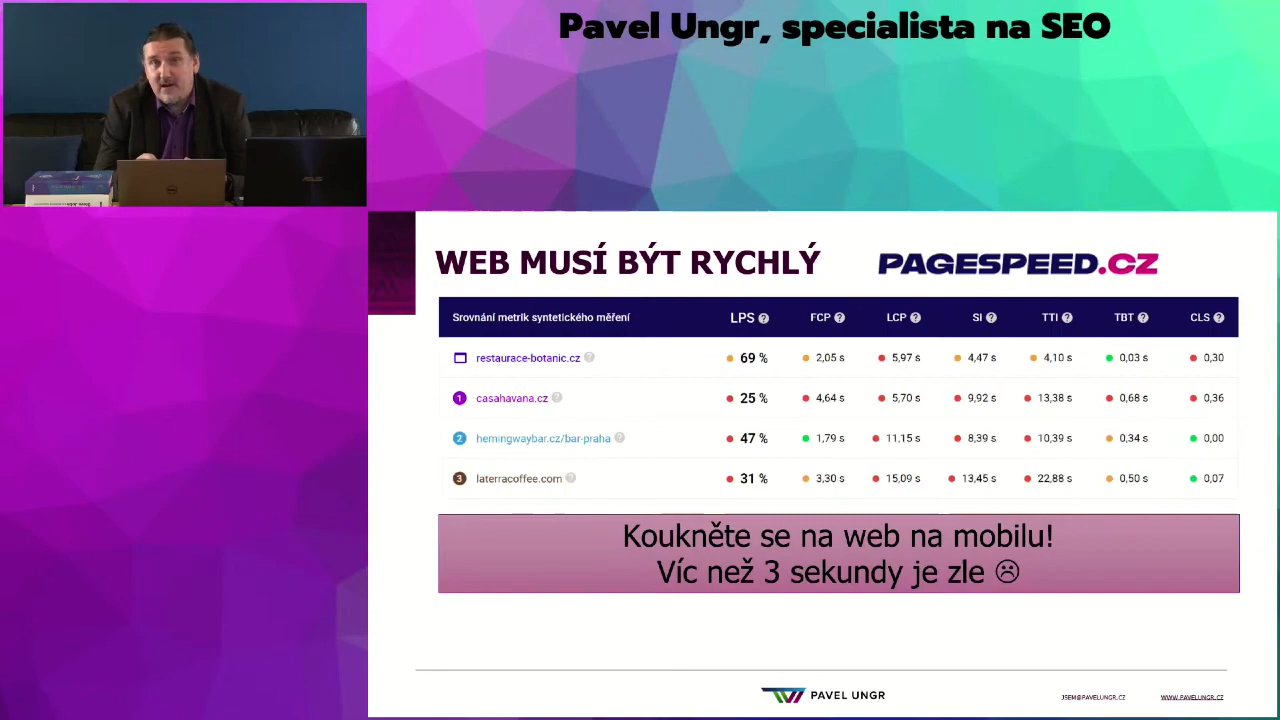 Pavel Ungr, specialista na SEO
WEB MUSÍ BÝT RYCHLÝ
PAGESPEED.CZ
Srovnání metrik syntetického měření LPS ? FCP ? LCP ? SI ? TTI ? TBT ? CLS ?
restaurace-botanic.cz ? 69 % 2,05 s 5,97 s 4,47 s 4,10 s 0,03 s 0,30
1 casahavana.cz ? 25 % 4,64 s 5,70 s 9,92 s 13,38 s 0,68 s 0,36
2 hemingwaybar.cz/bar-praha ? 47 % 1,79 s 11,15 s 8,39 s 10,39 s 0,34 s 0,00
3 laterracoffee.com ? 31 % 3,30 s 15,09 s 13,45 s 22,88 s 0,50 s 0,07
Koukněte se na web na mobilu!
Víc než 3 sekundy je zle ☹
PAVEL UNGR
JSEM@PAVELUNGR.CZ
WWW.PAVELUNGR.CZ